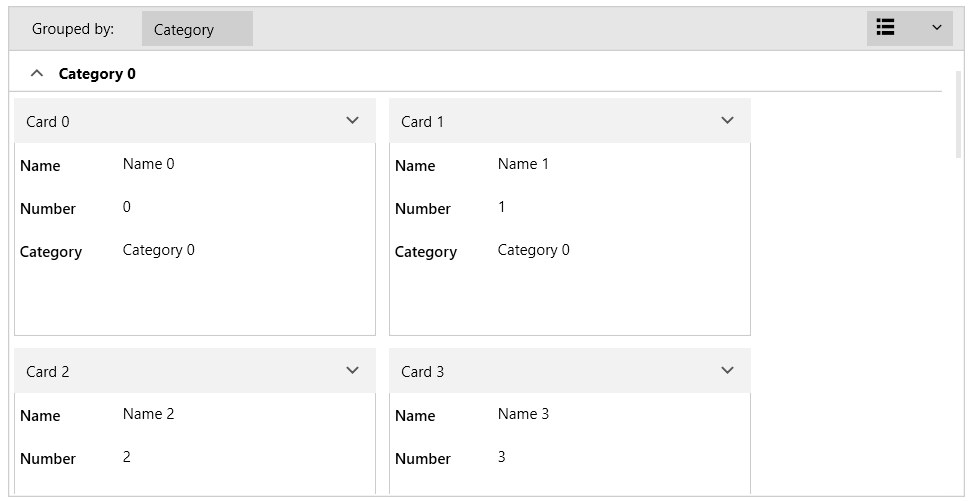 Grouped by: Category
Category 0
Card 0 Card 1
Name Name 0 Name Name 1
Number 0 Number 1
Category Category 0 Category Category 0
Card 2 Card 3
Name Name 2 Name Name 3
Number 2 Number 3